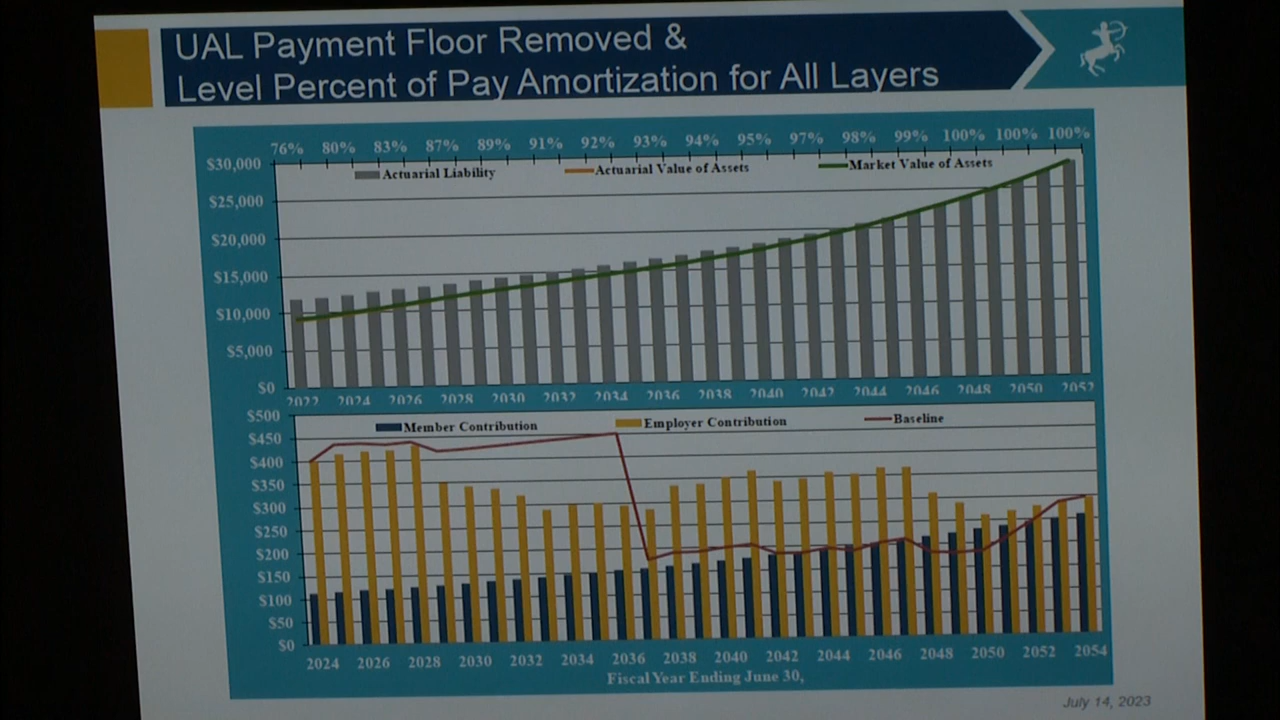 UAL Payment Floor Removed &
Level Percent of Pay Amortization for All Layers
76% 80% 83% 87% 89% 91% 92% 93% 94% 95% 97% 98% 99% 100% 100% 100%
Actuarial Liability Actuarial Value of Assets Market Value of Assets
$30,000
$25,000
$20,000
$15,000
$10,000
$5,000
$0
2022 2024 2026 2028 2030 2032 2034 2036 2038 2040 2042 2044 2046 2048 2050 2052
Member Contribution Employer Contribution Baseline
$500
$450
$400
$350
$300
$250
$200
$150
$100
$50
$0
2024 2026 2028 2030 2032 2034 2036 2038 2040 2042 2044 2046 2048 2050 2052 2054
Fiscal Year Ending June 30,
July 14, 2023